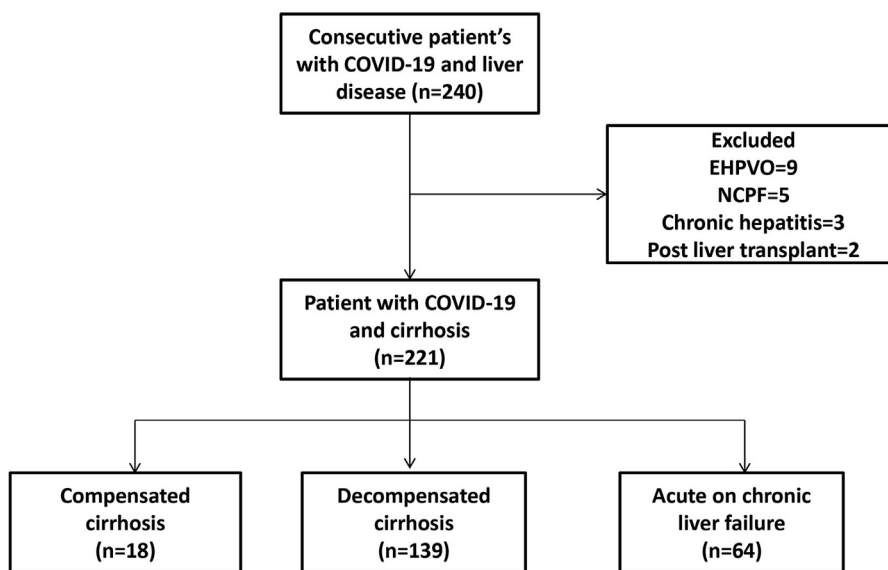 Consecutive patient’s
with COVID-19 and liver
disease (n=240)
Excluded
EHPVO=9
NCPF=5
Chronic hepatitis=3
Post liver transplant=2
Patient with COVID-19
and cirrhosis
(n=221)
Compensated
cirrhosis
(n=18)
Decompensated
cirrhosis
(n=139)
Acute on chronic
liver failure
(n=64)